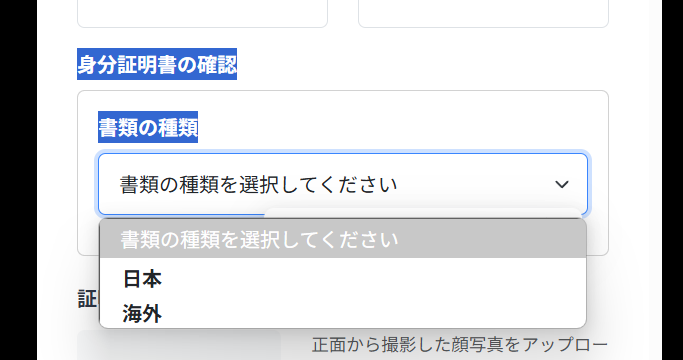 身分証明書の確認
書類の種類
書類の種類を選択してください
書類の種類を選択してください
日本
海外
証
正面から撮影した顔写真をアップロー